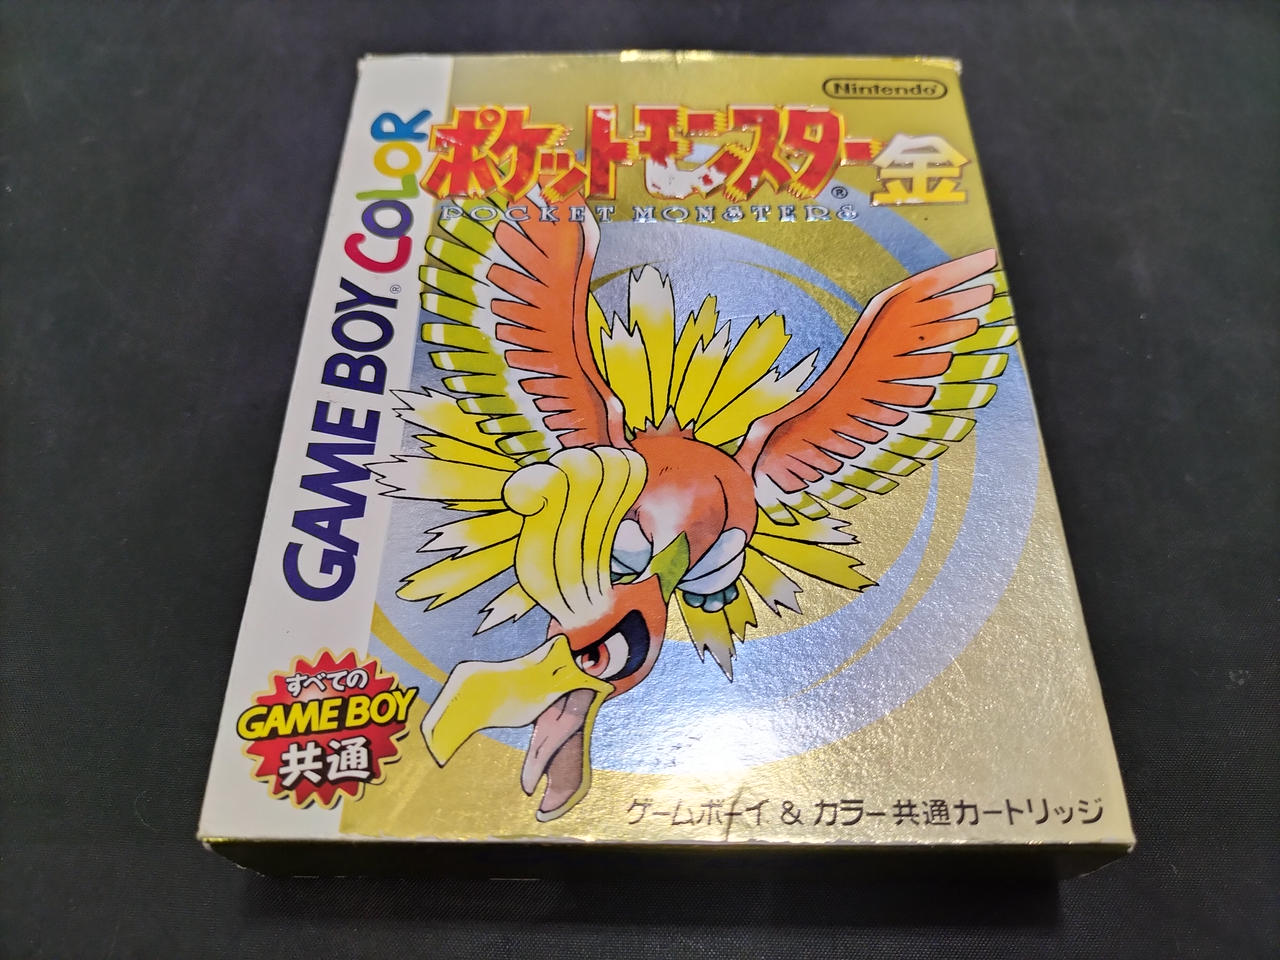 Nintendo
ポケットモンスター® 金
POCKET MONSTERS
GAME BOY® COLOR
すべての
GAME BOY
共通
ゲームボーイ & カラー共通カートリッジ